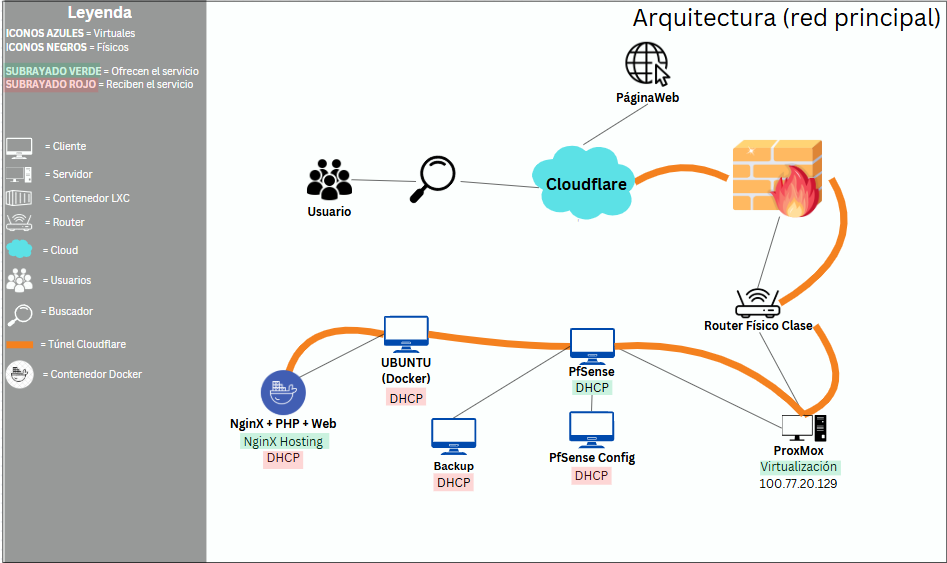 Leyenda
ICONOS AZULES = Virtuales
ICONOS NEGROS = Físicos
SUBRAYADO VERDE = Ofrecen el servicio
SUBRAYADO ROJO = Reciben el servicio
= Cliente
= Servidor
= Contenedor LXC
= Router
= Cloud
= Usuarios
= Buscador
= Túnel Cloudflare
= Contenedor Docker
Arquitectura (red principal)
PáginaWeb
Cloudflare
Usuario
Router Físico Clase
UBUNTU
(Docker)
DHCP
PfSense
DHCP
NginX + PHP + Web
NginX Hosting
DHCP
Backup
DHCP
PfSense Config
DHCP
ProxMox
Virtualización
100.77.20.129